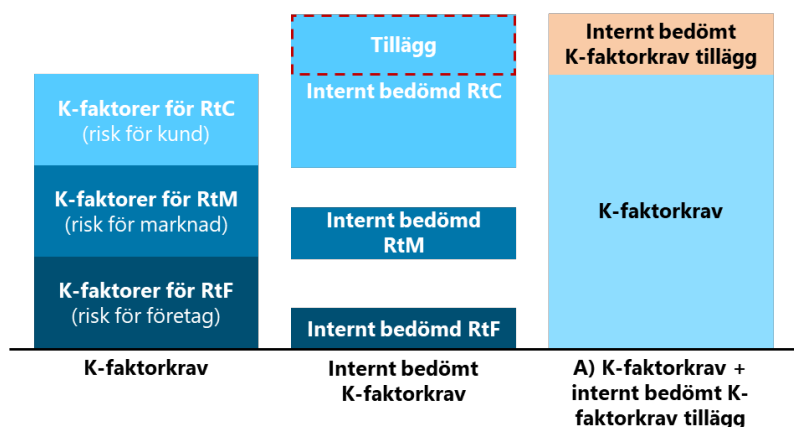 K-faktorer för RtC
(risk för kund)
K-faktorer för RtM
(risk för marknad)
K-faktorer för RtF
(risk för företag)
K-faktorkrav
Tillägg
Internt bedömd RtC
Internt bedömd
RtM
Internt bedömd RtF
Internt bedömt
K-faktorkrav
Internt bedömt
K-faktorkrav tillägg
K-faktorkrav
A) K-faktorkrav +
internt bedömt K-
faktorkrav tillägg